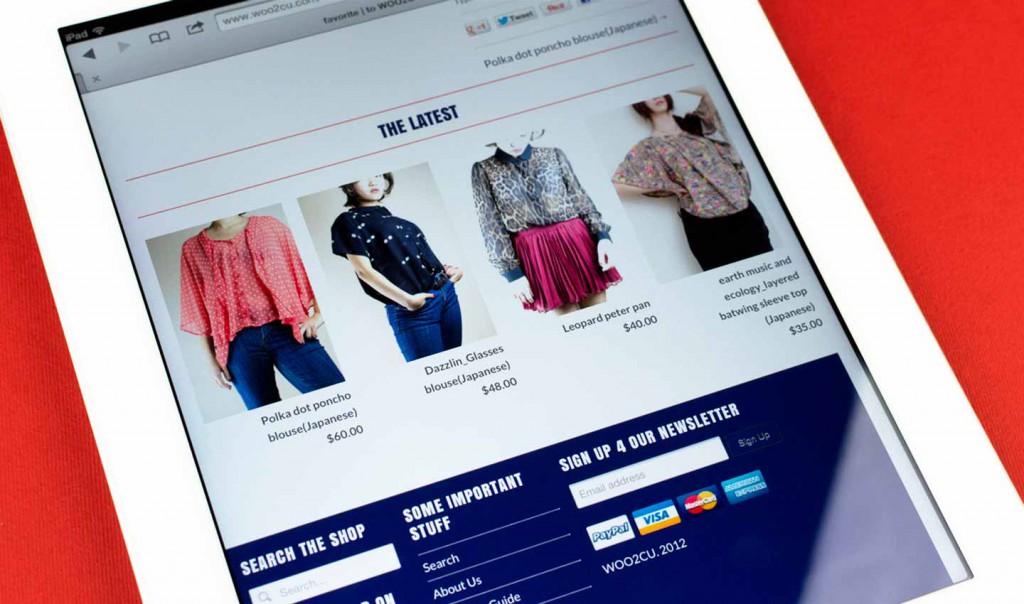 iPad
www.woo2cu.com
favorite | to WOO2
+1
Tweet
Pin
Polka dot poncho blouse(Japanese) →
THE LATEST
Polka dot poncho
blouse(Japanese)
$60.00
Dazzlin_Glasses
blouse(Japanese)
$48.00
Leopard peter pan
$40.00
earth music and
ecology_layered
batwing sleeve top
(Japanese)
$35.00
SEARCH THE SHOP
Search...
SOME IMPORTANT
STUFF
Search
About Us
Guide
SIGN UP 4 OUR NEWSLETTER
Email address
Sign Up
PayPal
VISA
MasterCard
AMERICAN
EXPRESS
WOO2CU, 2012